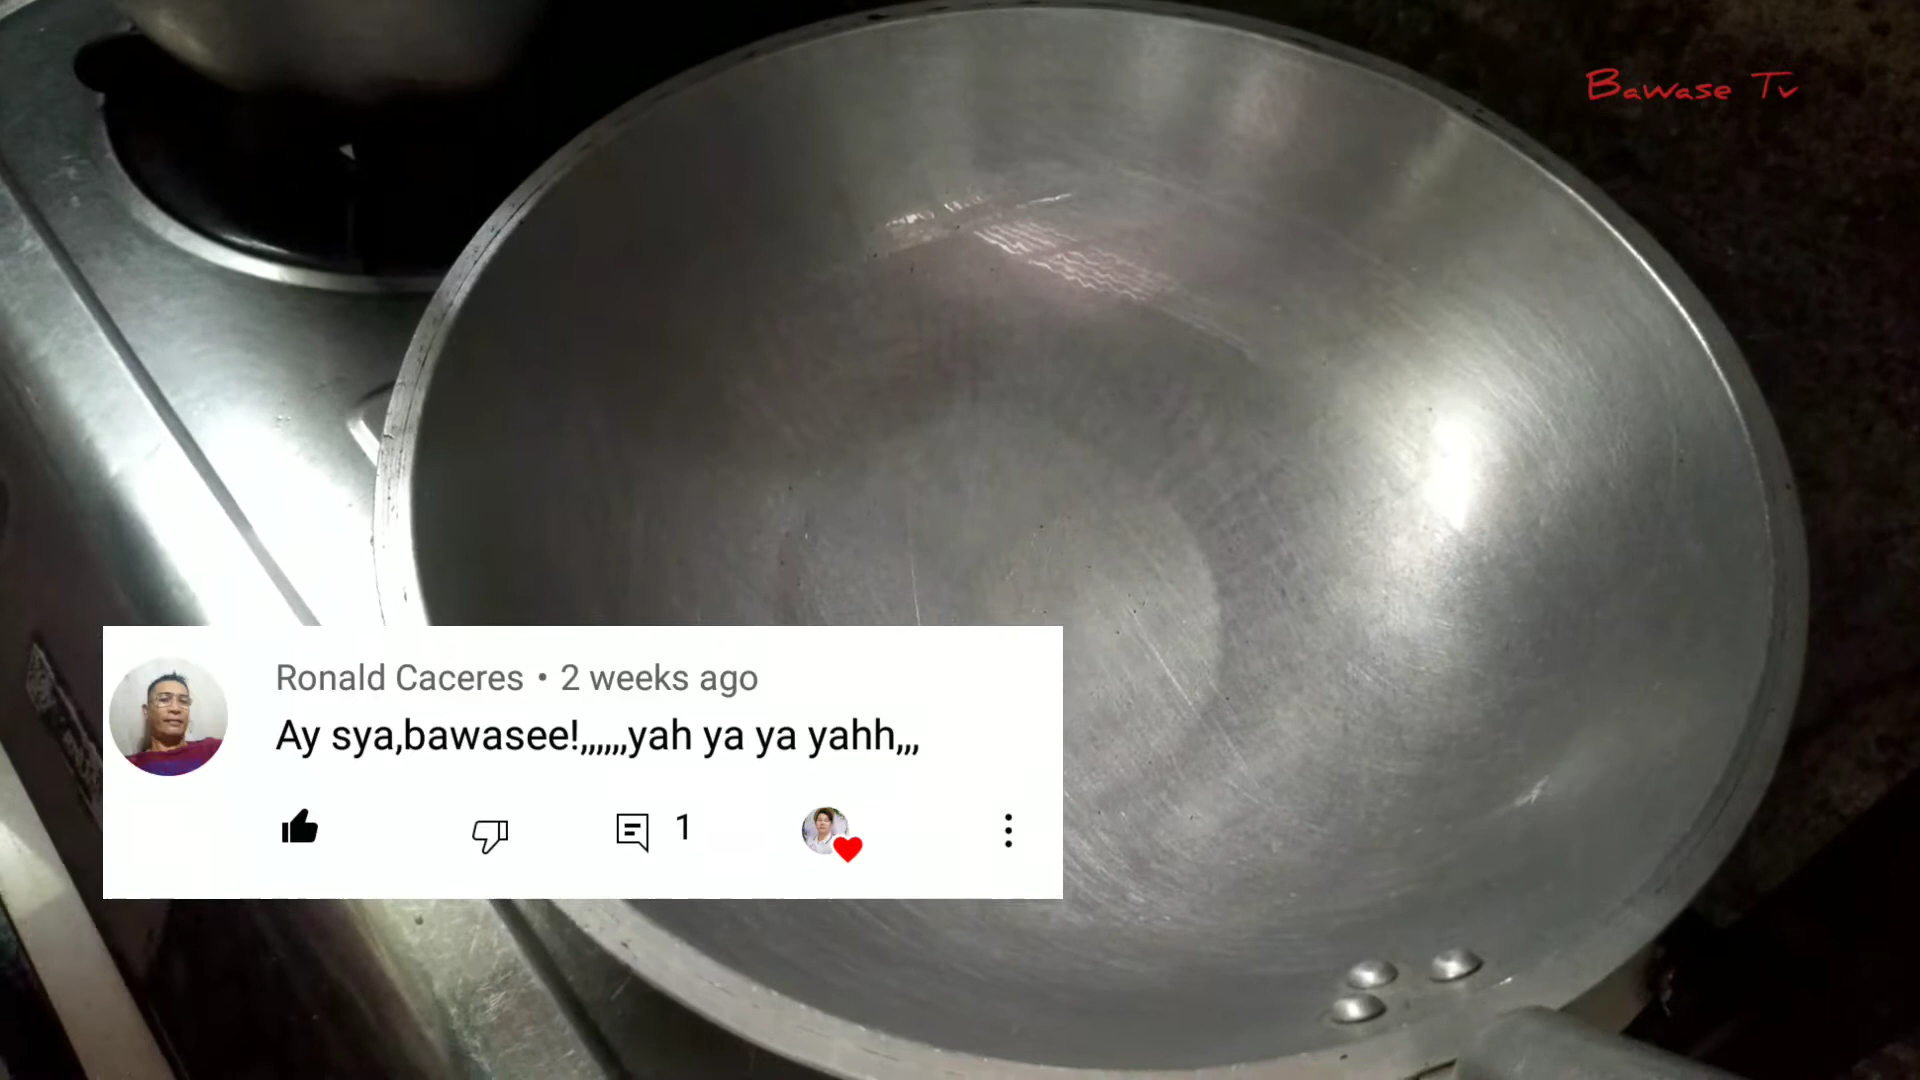 Bawase Tv
Ronald Caceres • 2 weeks ago
Ay sya,bawasee!,,,,,,yah ya ya yahh,,,
1